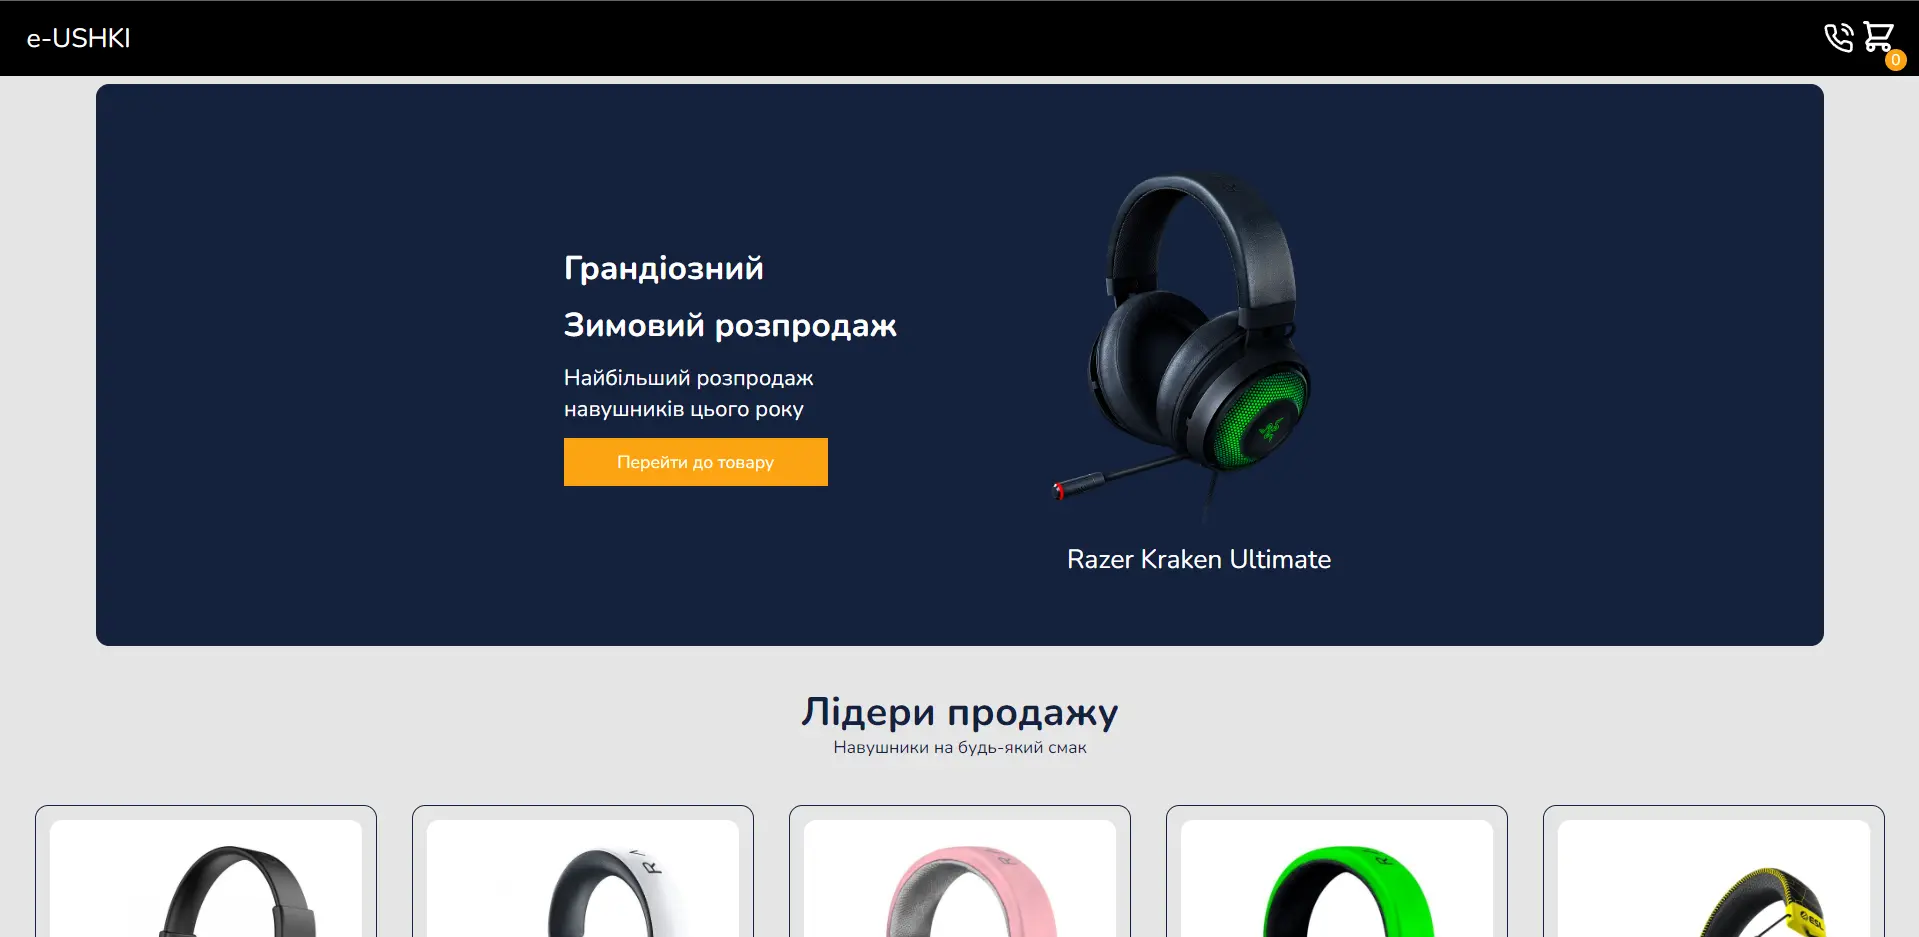 e-USHKI
0
Грандіозний
Зимовий розпродаж
Найбільший розпродаж
навушників цього року
Перейти до товару
Razer Kraken Ultimate
Лідери продажу
Навушники на будь-який смак
ESL